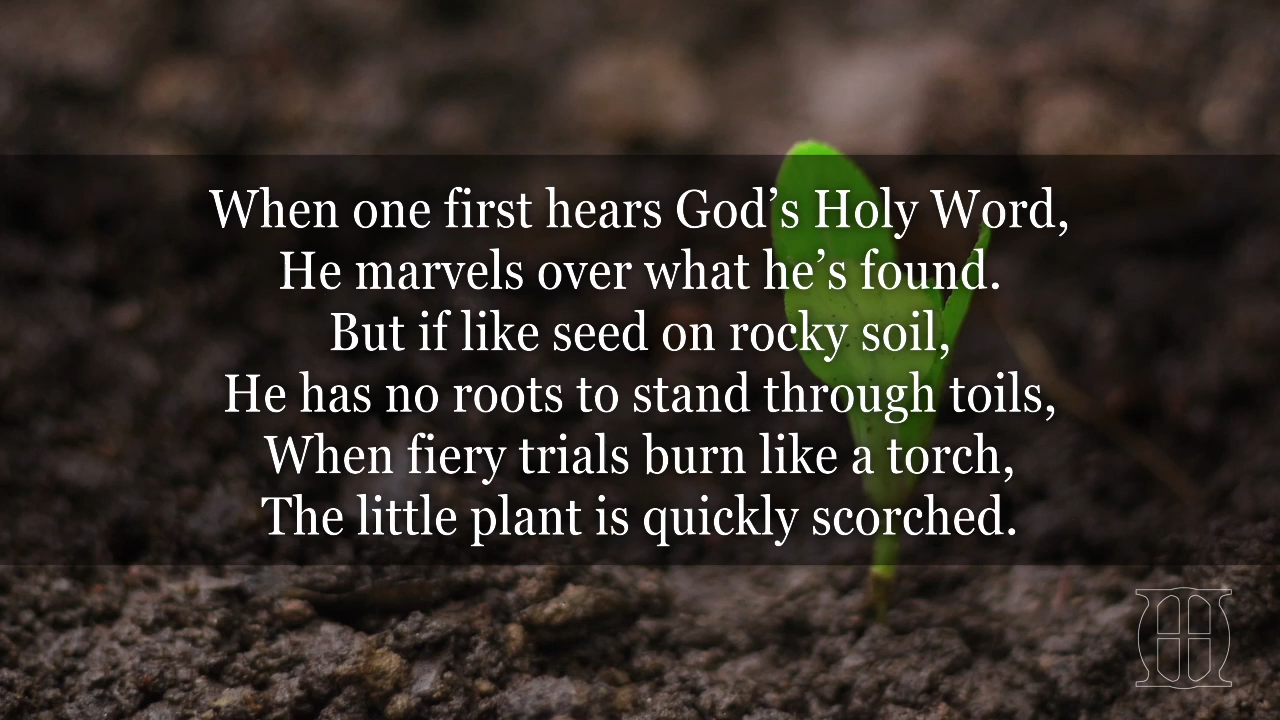 When one first hears God’s Holy Word,
He marvels over what he’s found.
But if like seed on rocky soil,
He has no roots to stand through toils,
When fiery trials burn like a torch,
The little plant is quickly scorched.